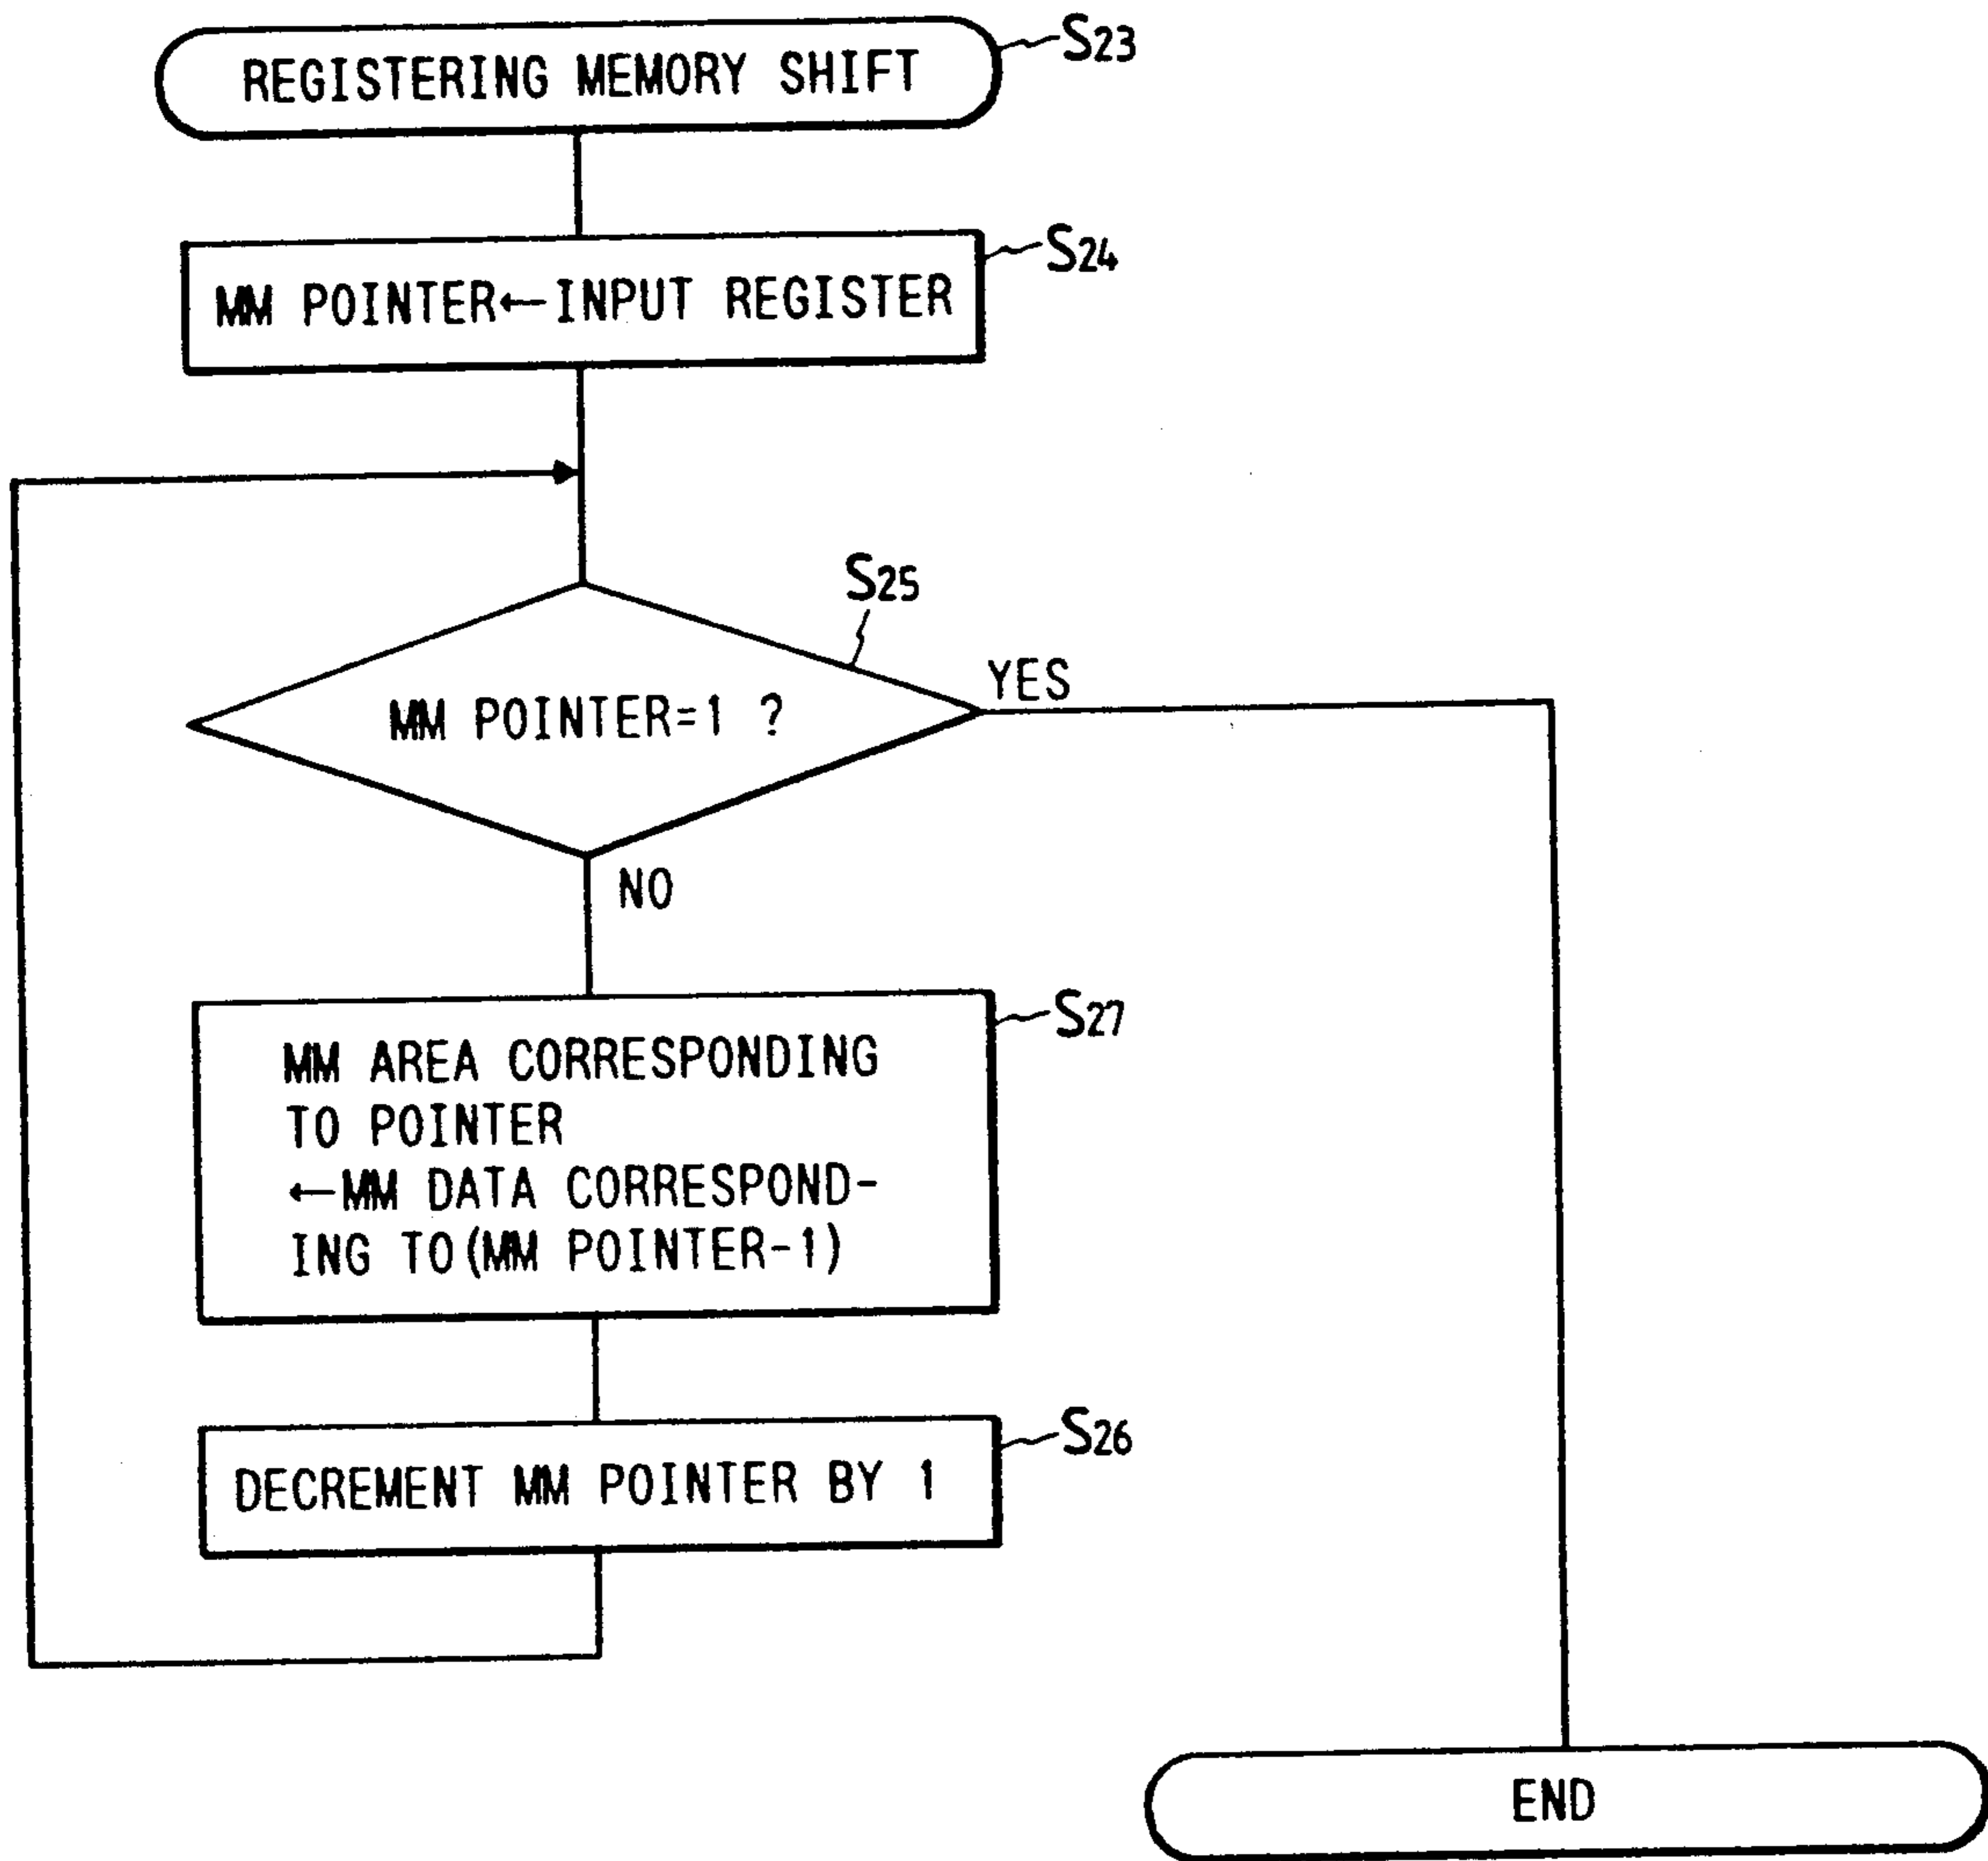 REGISTERING MEMORY SHIFT
S23
MM POINTER←INPUT REGISTER
S24
S25
MM POINTER=1 ?
YES
NO
MM AREA CORRESPONDING
TO POINTER
←MM DATA CORRESPOND-
ING TO(MM POINTER-1)
S27
DECREMENT MM POINTER BY 1
S26
END